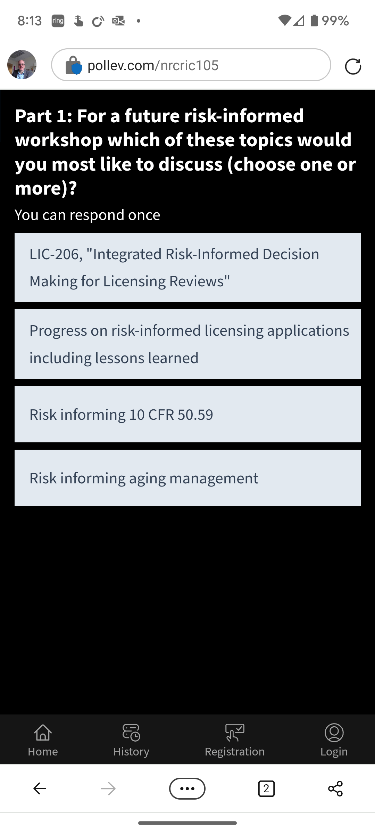 8:13
ring
99%
pollev.com/nrcric105
Part 1: For a future risk-informed
workshop which of these topics would
you most like to discuss (choose one or
more)?
You can respond once
LIC-206, "Integrated Risk-Informed Decision
Making for Licensing Reviews"
Progress on risk-informed licensing applications
including lessons learned
Risk informing 10 CFR 50.59
Risk informing aging management
Home History Registration Login
2